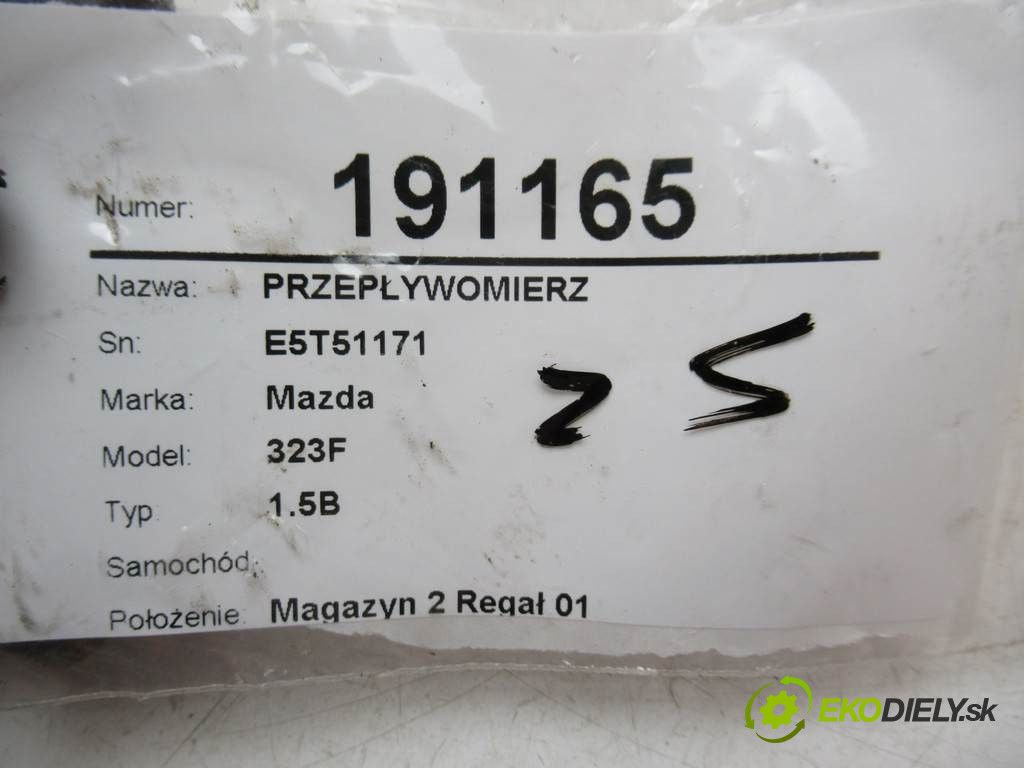 Numer: 191165
Nazwa: PRZEPŁYWOMIERZ
Sn: E5T51171
Marka: Mazda
Model: 323F
Typ 1.5B
Samochód:
Położenie: Magazyn 2 Regał 01
25
EKODIELY.sk